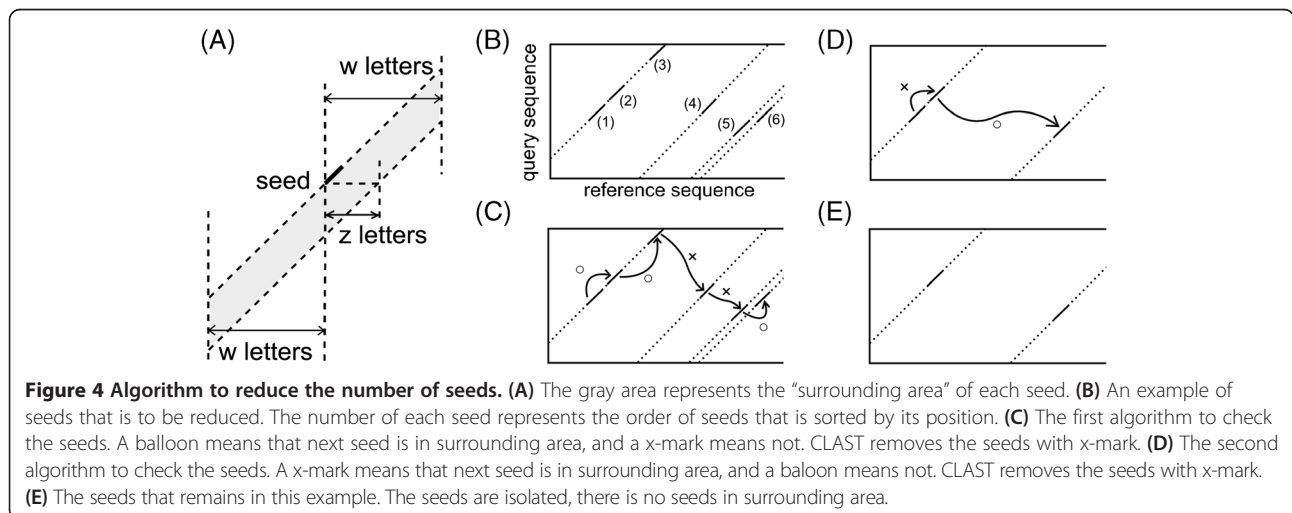 (A)
w letters
seed
z letters
w letters
(B)
query sequence
(1)
(2)
(3)
(4)
(5)
(6)
reference sequence
(C)
○
○
×
×
○
(D)
×
○
(E)
Figure 4 Algorithm to reduce the number of seeds. (A) The gray area represents the “surrounding area” of each seed. (B) An example of
seeds that is to be reduced. The number of each seed represents the order of seeds that is sorted by its position. (C) The first algorithm to check
the seeds. A balloon means that next seed is in surrounding area, and a x-mark means not. CLAST removes the seeds with x-mark. (D) The second
algorithm to check the seeds. A x-mark means that next seed is in surrounding area, and a baloon means not. CLAST removes the seeds with x-mark.
(E) The seeds that remains in this example. The seeds are isolated, there is no seeds in surrounding area.